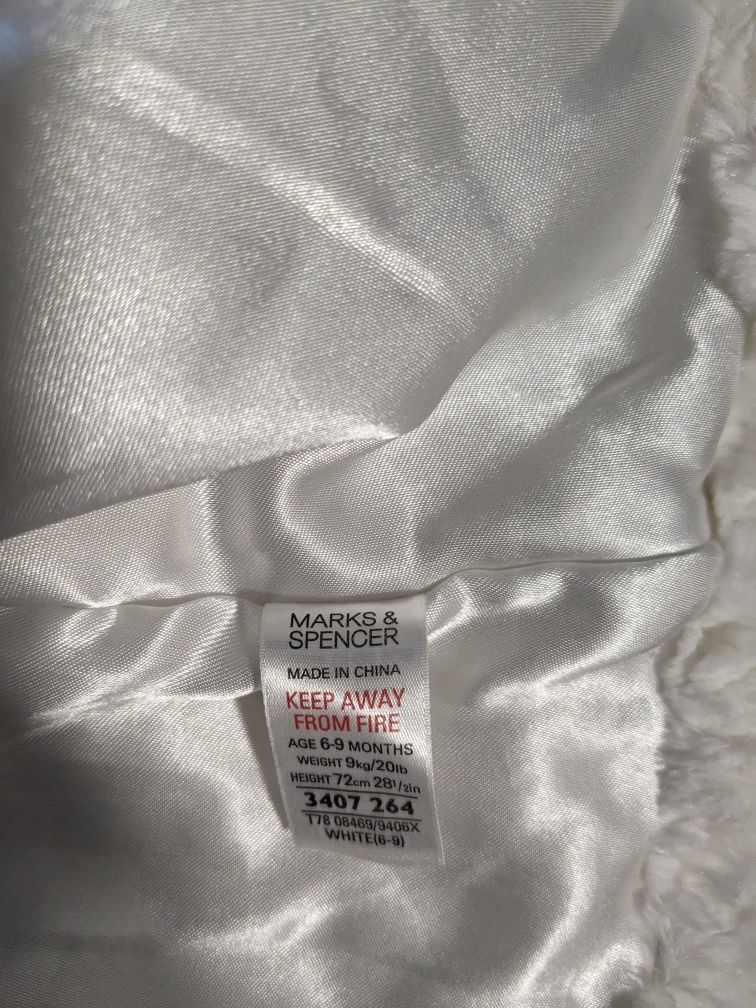 MARKS &
SPENCER
MADE IN CHINA
KEEP AWAY
FROM FIRE
AGE 6-9 MONTHS
WEIGHT 9kg/20lb
HEIGHT 72cm 28½in
3407 264
T78 08469/9406X
WHITE(6-9)